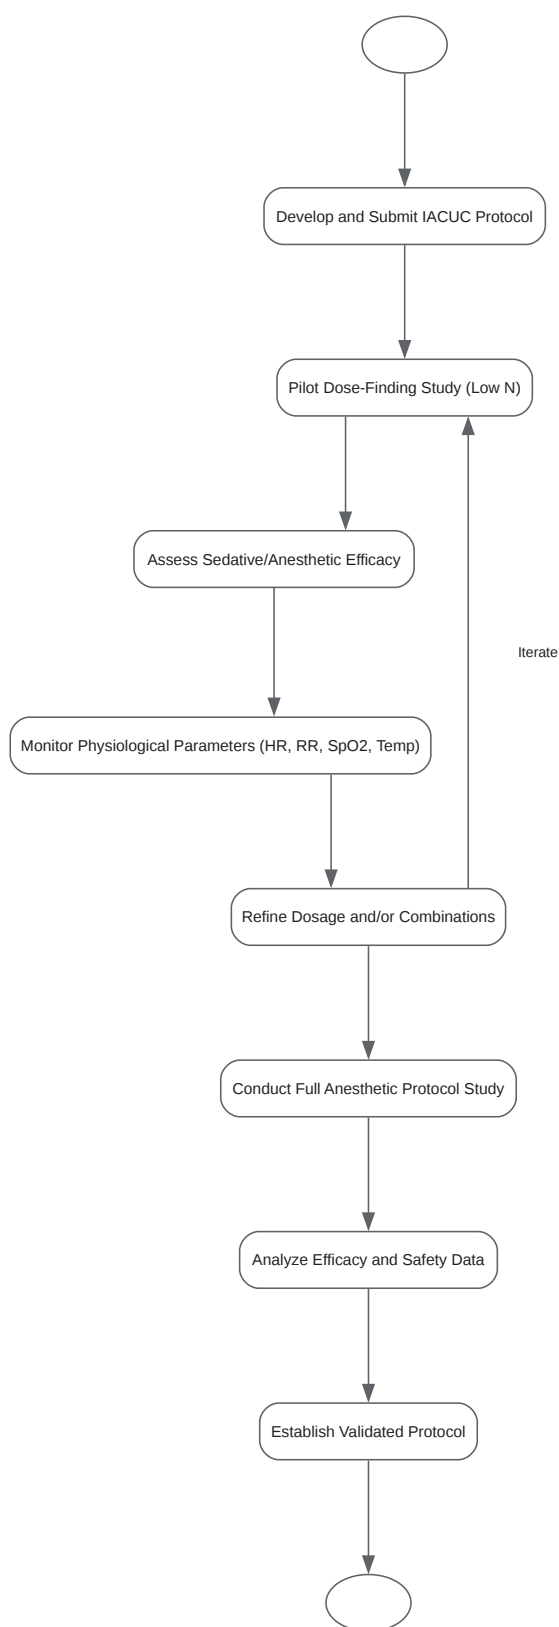 Develop and Submit IACUC Protocol
Pilot Dose-Finding Study (Low N)
Assess Sedative/Anesthetic Efficacy
Iterate
Monitor Physiological Parameters (HR, RR, SpO2, Temp)
Refine Dosage and/or Combinations
Conduct Full Anesthetic Protocol Study
Analyze Efficacy and Safety Data
Establish Validated Protocol